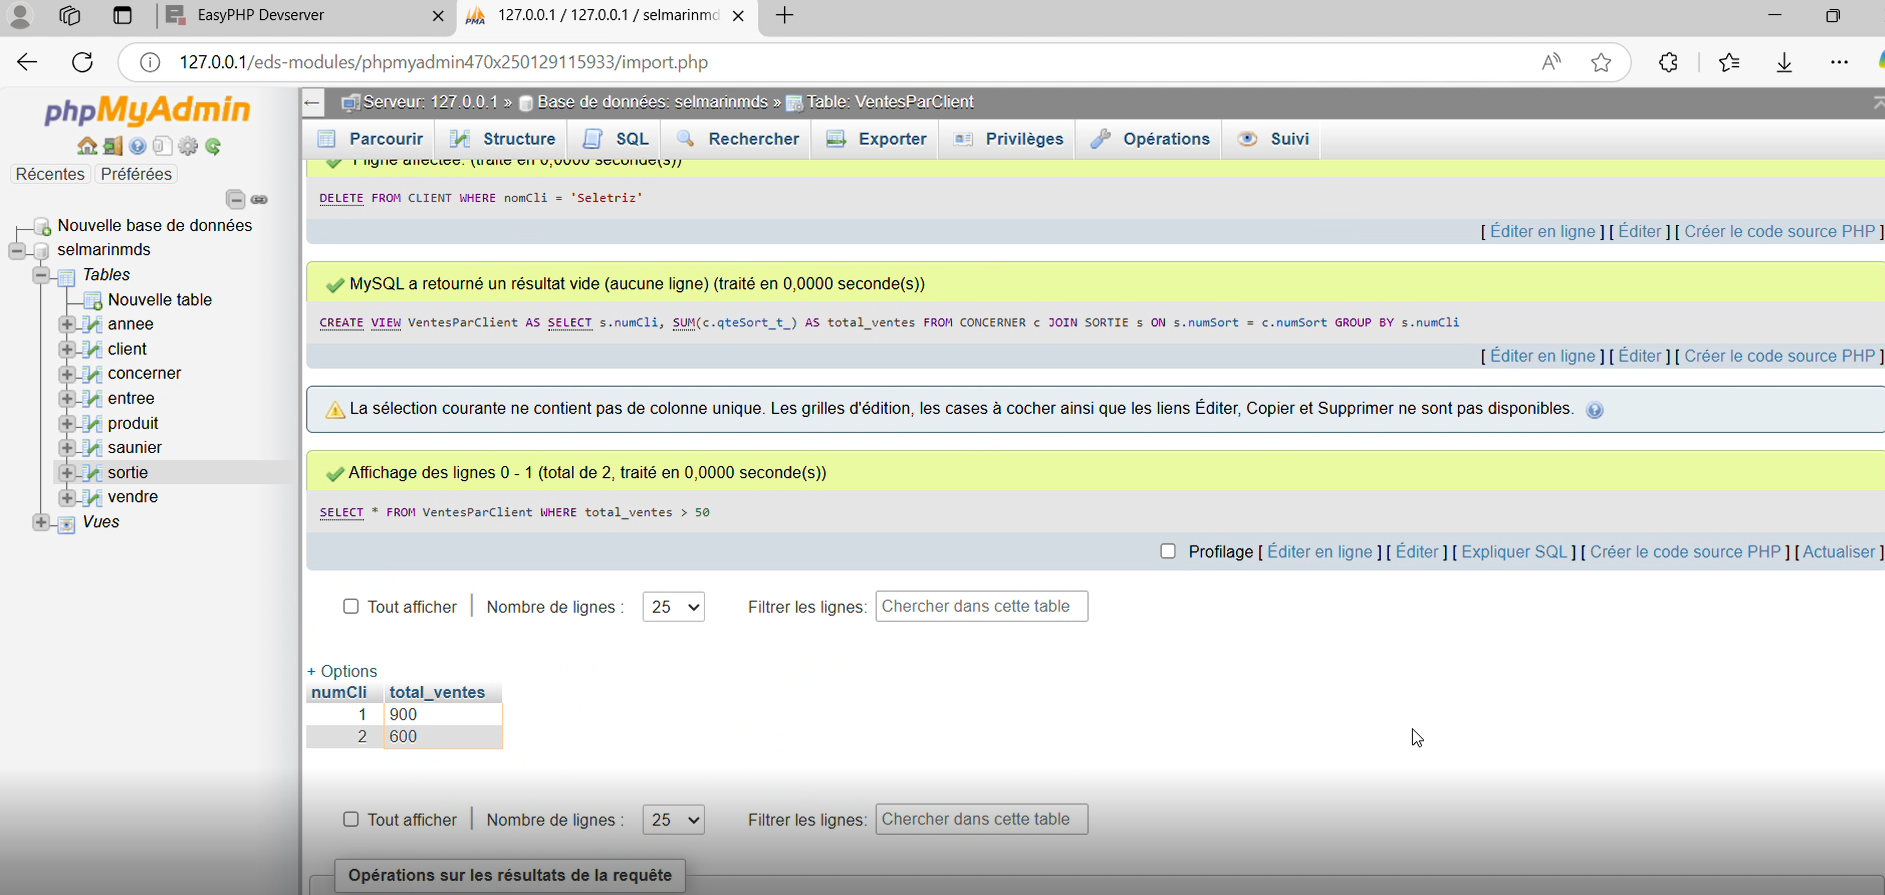 EasyPHP Devserver
127.0.0.1 / 127.0.0.1 / selmarinmd
127.0.0.1/eds-modules/phpmyadmin470x250129115933/import.php
phpMyAdmin
Récentes Préférées
Nouvelle base de données
selmarinmds
Tables
Nouvelle table
annee
client
concerner
entree
produit
saunier
sortie
vendre
Vues
Serveur: 127.0.0.1 » Base de données: selmarinmds » Table: VentesParClient
Parcourir Structure SQL Rechercher Exporter Privilèges Opérations Suivi
1 ligne affectée. (traité en 0,0000 seconde(s))
DELETE FROM CLIENT WHERE nomCli = 'Seletriz'
[ Éditer en ligne ] [ Éditer ] [ Créer le code source PHP ]
MySQL a retourné un résultat vide (aucune ligne) (traité en 0,0000 seconde(s))
CREATE VIEW VentesParClient AS SELECT s.numCli, SUM(c.qteSort_t_) AS total_ventes FROM CONCERNER c JOIN SORTIE s ON s.numSort = c.numSort GROUP BY s.numCli
[ Éditer en ligne ] [ Éditer ] [ Créer le code source PHP ]
La sélection courante ne contient pas de colonne unique. Les grilles d'édition, les cases à cocher ainsi que les liens Éditer, Copier et Supprimer ne sont pas disponibles.
Affichage des lignes 0 - 1 (total de 2, traité en 0,0000 seconde(s))
SELECT * FROM VentesParClient WHERE total_ventes > 50
Profilage [ Éditer en ligne ] [ Éditer ] [ Expliquer SQL ] [ Créer le code source PHP ] [ Actualiser ]
Tout afficher Nombre de lignes : 25 Filtrer les lignes: Chercher dans cette table
+ Options
numCli total_ventes
1 900
2 600
Tout afficher Nombre de lignes : 25 Filtrer les lignes: Chercher dans cette table
Opérations sur les résultats de la requête